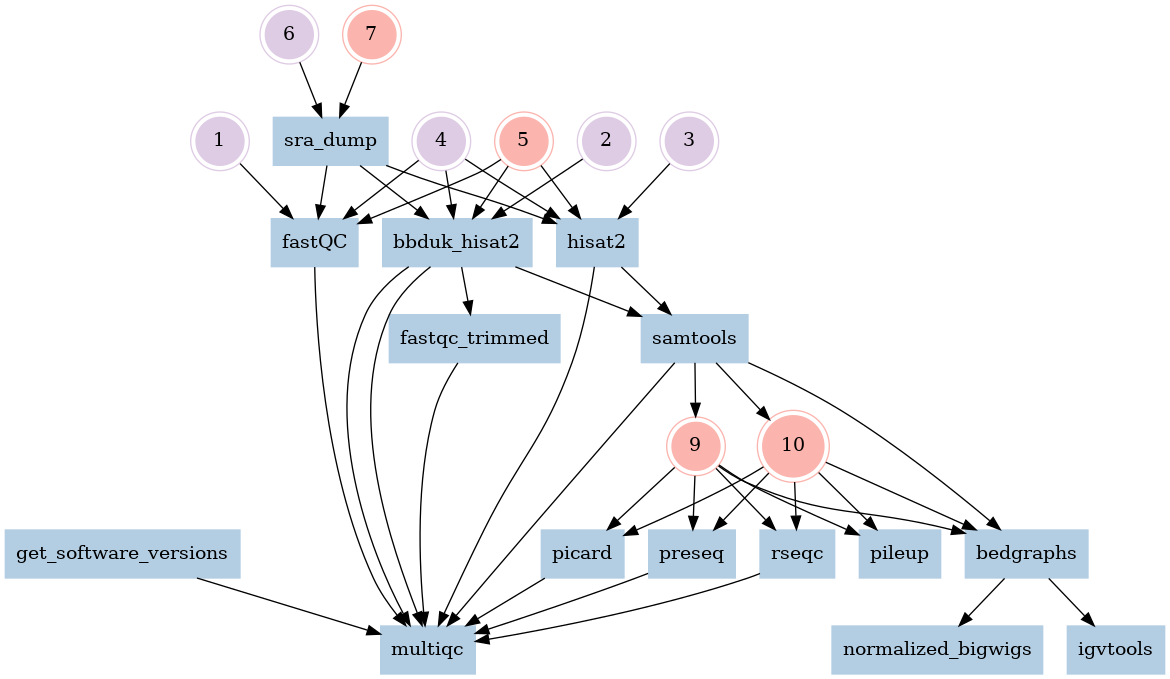 6
7
1
sra_dump
4
5
2
3
fastQC
bbduk_hisat2
hisat2
fastqc_trimmed
samtools
9
10
get_software_versions
picard
preseq
rseqc
pileup
bedgraphs
multiqc
normalized_bigwigs
igvtools